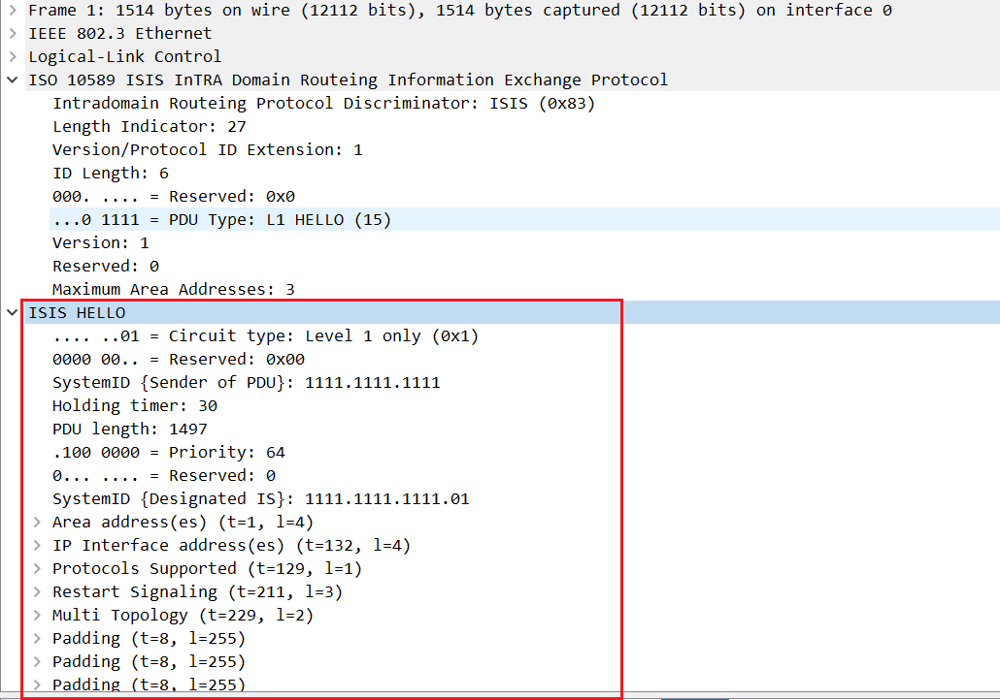 Frame 1: 1514 bytes on wire (12112 bits), 1514 bytes captured (12112 bits) on interface 0
IEEE 802.3 Ethernet
Logical-Link Control
ISO 10589 ISIS InTRA Domain Routeing Information Exchange Protocol
Intradomain Routeing Protocol Discriminator: ISIS (0x83)
Length Indicator: 27
Version/Protocol ID Extension: 1
ID Length: 6
000. .... = Reserved: 0x0
...0 1111 = PDU Type: L1 HELLO (15)
Version: 1
Reserved: 0
Maximum Area Addresses: 3
ISIS HELLO
.... ..01 = Circuit type: Level 1 only (0x1)
0000 00.. = Reserved: 0x00
SystemID {Sender of PDU}: 1111.1111.1111
Holding timer: 30
PDU length: 1497
.100 0000 = Priority: 64
0... .... = Reserved: 0
SystemID {Designated IS}: 1111.1111.1111.01
Area address(es) (t=1, l=4)
IP Interface address(es) (t=132, l=4)
Protocols Supported (t=129, l=1)
Restart Signaling (t=211, l=3)
Multi Topology (t=229, l=2)
Padding (t=8, l=255)
Padding (t=8, l=255)
Padding (t=8, l=255)